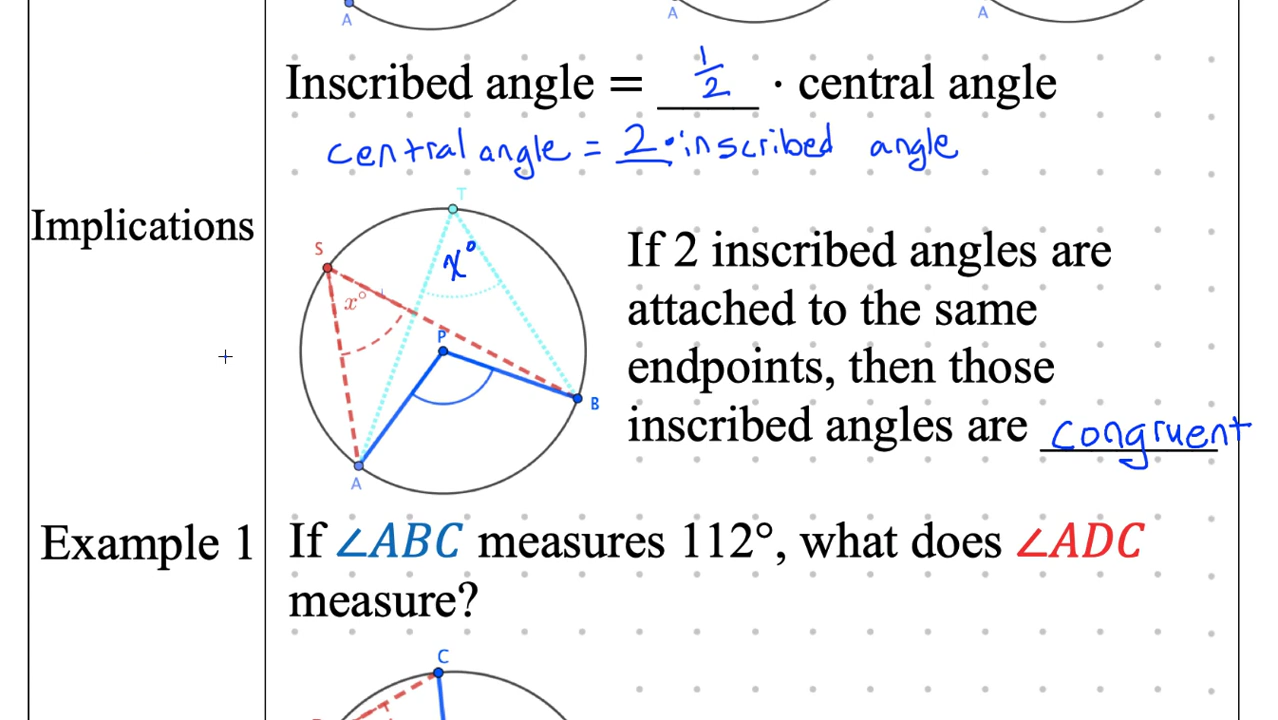 A A A
Inscribed angle = 1/2 · central angle
central angle = 2 · inscribed angle
Implications
T
S
x°
x°
P
B
A
If 2 inscribed angles are
attached to the same
endpoints, then those
inscribed angles are congruent
Example 1
If ∠ABC measures 112°, what does ∠ADC
measure?
C